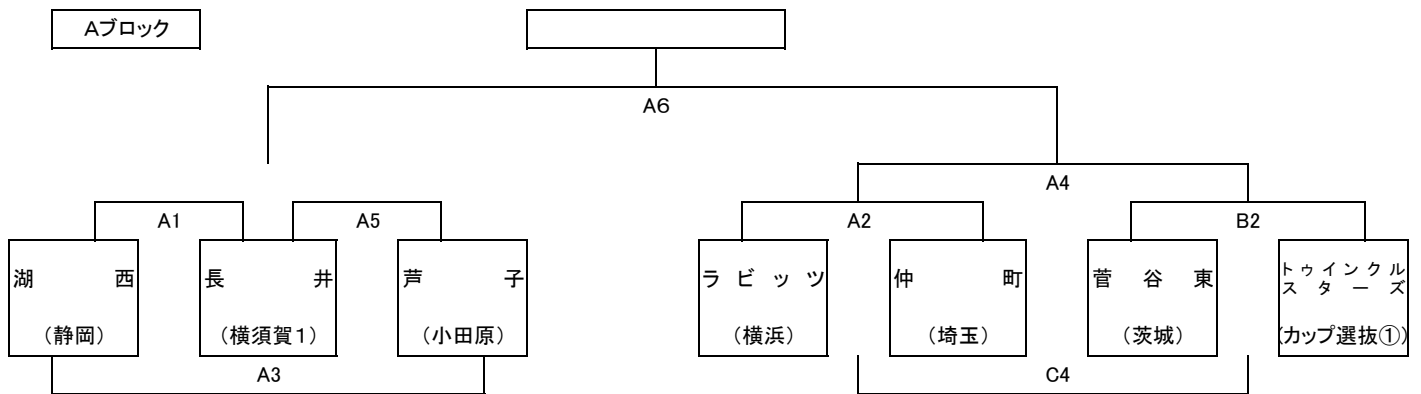 Aブロック
A6
A4
A1
A5
A2
B2
湖西
長井
芦子
ラビッツ
仲町
菅谷東
トゥインクル
スターズ
(静岡)
(横須賀1)
(小田原)
(横浜)
(埼玉)
(茨城)
(カップ選抜①)
A3
C4